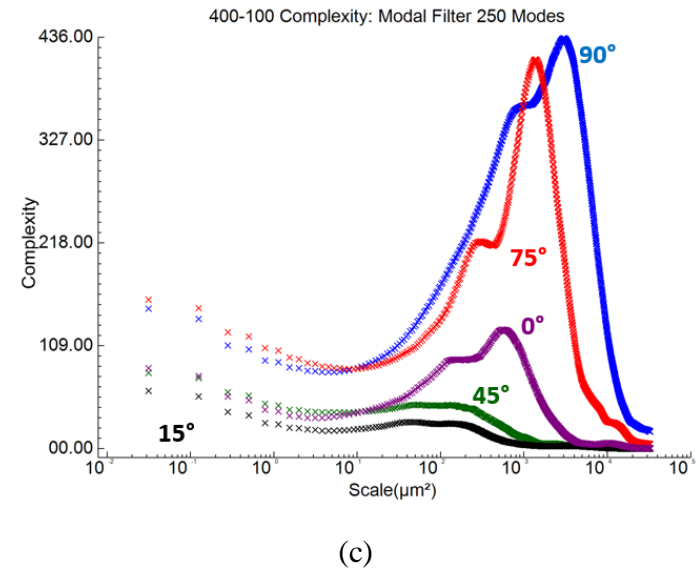 400-100 Complexity: Modal Filter 250 Modes
436.00
90°
327.00
Complexity
218.00
75°
0°
109.00
45°
15°
00.00
10⁻² 10⁻¹ 10⁰ 10¹ 10² 10³ 10⁴ 10⁵
Scale(µm²)
(c)